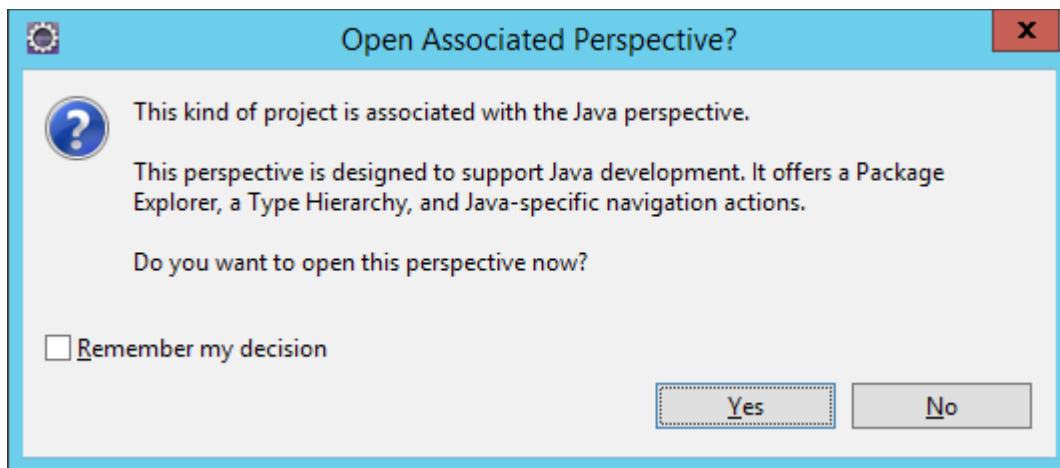 Open Associated Perspective?
x
This kind of project is associated with the Java perspective.
This perspective is designed to support Java development. It offers a Package
Explorer, a Type Hierarchy, and Java-specific navigation actions.
Do you want to open this perspective now?
Remember my decision
Yes No